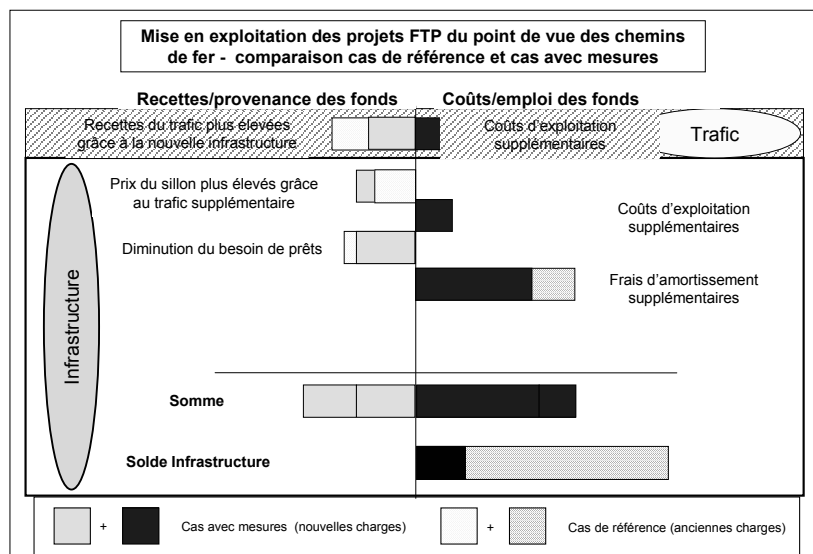 Mise en exploitation des projets FTP du point de vue des chemins
de fer - comparaison cas de référence et cas avec mesures
Recettes/provenance des fonds
Coûts/emploi des fonds
Recettes du trafic plus élevées
grâce à la nouvelle infrastructure
Coûts d'exploitation
supplémentaires
Trafic
Prix du sillon plus élevés grâce
au trafic supplémentaire
Coûts d'exploitation
supplémentaires
Diminution du besoin de prêts
Frais d'amortissement
supplémentaires
Infrastructure
Somme
Solde Infrastructure
+
Cas avec mesures (nouvelles charges)
+
Cas de référence (anciennes charges)